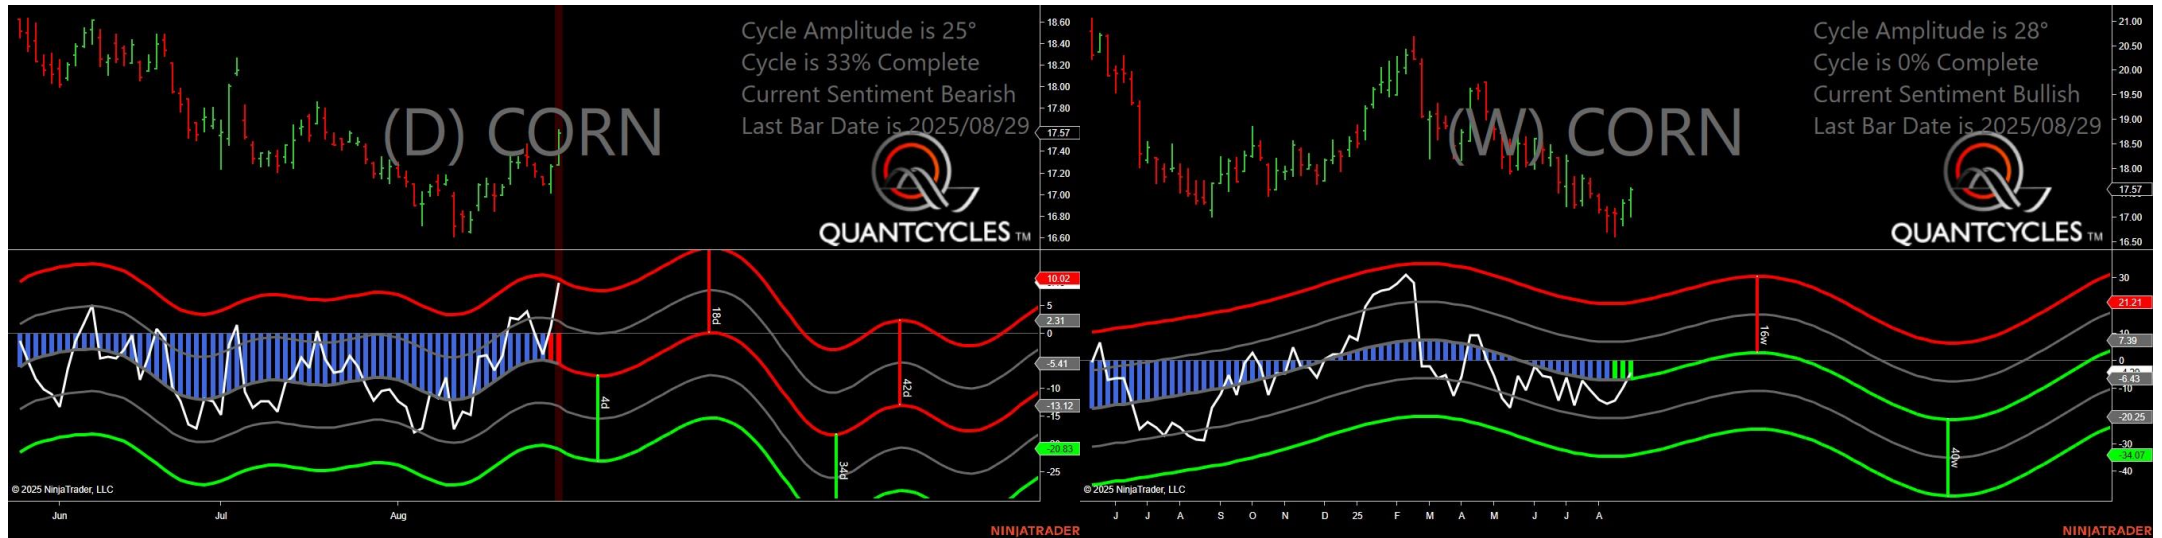 Cycle Amplitude is 25°
Cycle is 33% Complete
Current Sentiment Bearish
Last Bar Date is 2025/08/29
(D) CORN
QUANTCYCLES TM
18.60
18.40
18.20
18.00
17.80
17.57
17.40
17.20
17.00
16.80
16.60
10.02
5
2.31
0
-5.41
-10
-13.12
-15
-20.83
-25
18d
4d
42d
34d
© 2025 NinjaTrader, LLC
Jun Jul Aug
NINJATRADER
Cycle Amplitude is 28°
Cycle is 0% Complete
Current Sentiment Bullish
Last Bar Date is 2025/08/29
(W) CORN
QUANTCYCLES TM
21.00
20.50
20.00
19.50
19.00
18.50
18.00
17.57
17.00
16.50
30
21.21
7.39
0
-6.43
-10
-20.25
-30
-34.07
-40
16w
40w
© 2025 NinjaTrader, LLC
J J A S O N D 25 F M A M J J A
NINJATRADER